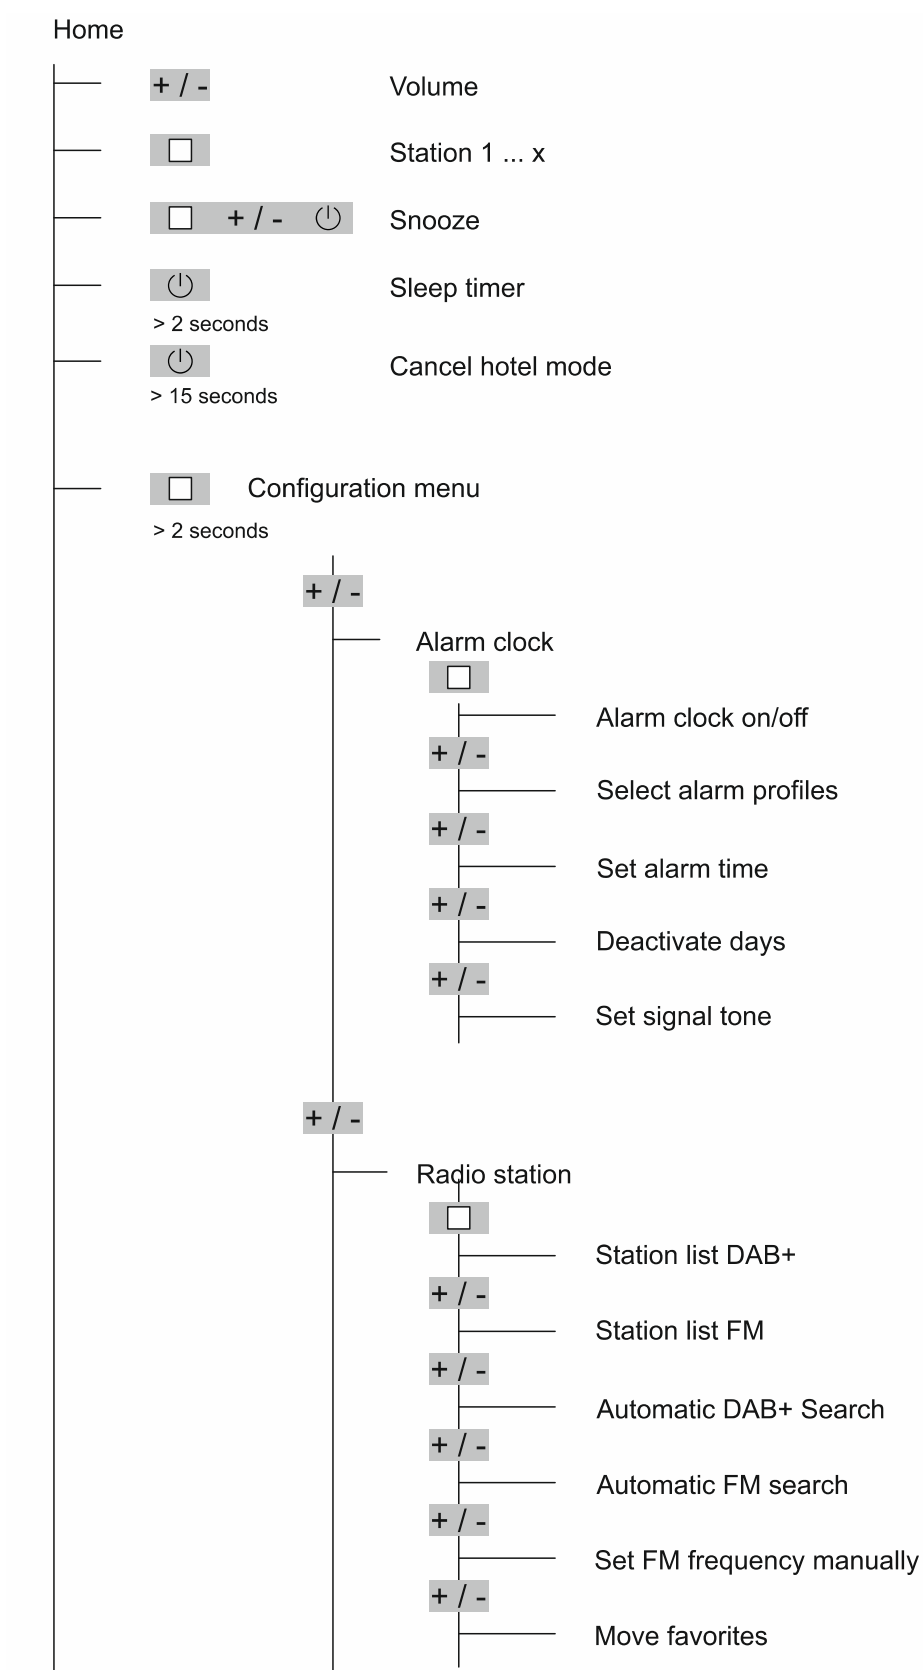 Home
+ / - Volume
Station 1 ... x
+ / - Snooze
Sleep timer
> 2 seconds
Cancel hotel mode
> 15 seconds
Configuration menu
> 2 seconds
+ / -
Alarm clock
Alarm clock on/off
+ / -
Select alarm profiles
+ / -
Set alarm time
+ / -
Deactivate days
+ / -
Set signal tone
+ / -
Radio station
Station list DAB+
+ / -
Station list FM
+ / -
Automatic DAB+ Search
+ / -
Automatic FM search
+ / -
Set FM frequency manually
+ / -
Move favorites